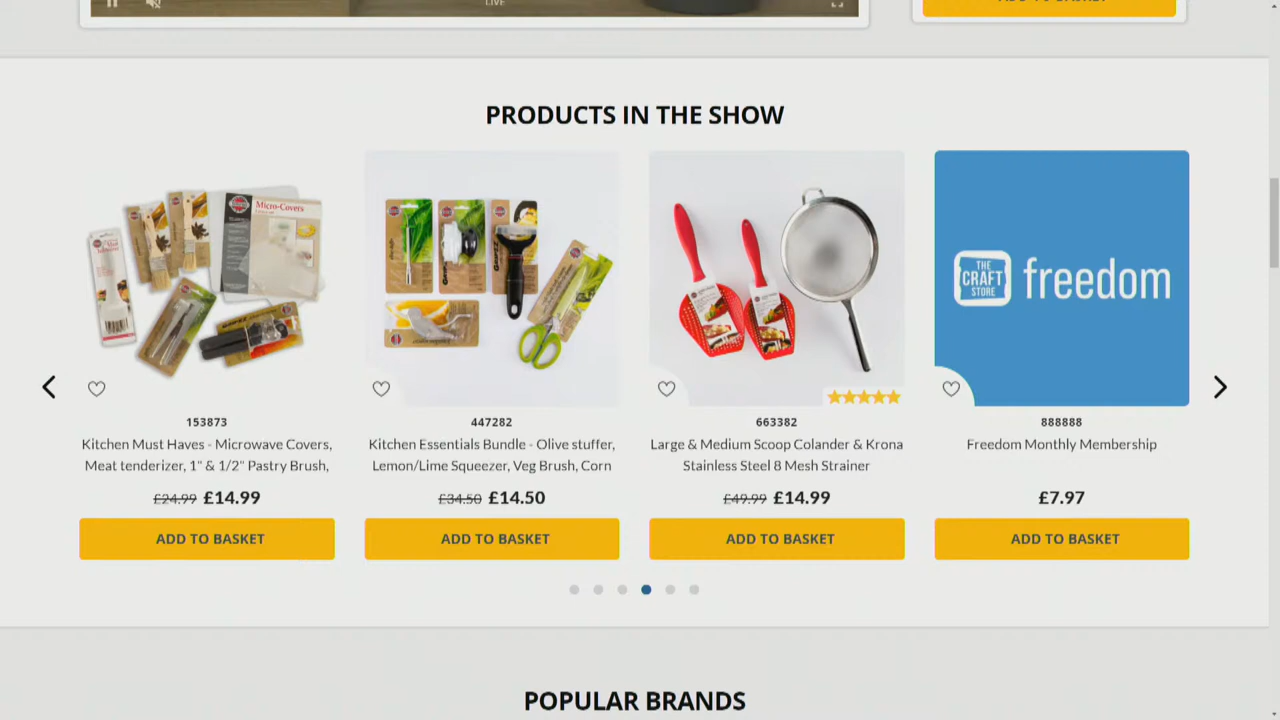 LIVE
PRODUCTS IN THE SHOW
Micro-Covers
THE
CRAFT
STORE
freedom
153873
Kitchen Must Haves - Microwave Covers,
Meat tenderizer, 1" & 1/2" Pastry Brush,
£24.99 £14.99
ADD TO BASKET
447282
Kitchen Essentials Bundle - Olive stuffer,
Lemon/Lime Squeezer, Veg Brush, Corn
£34.50 £14.50
ADD TO BASKET
663382
Large & Medium Scoop Colander & Krona
Stainless Steel 8 Mesh Strainer
£49.99 £14.99
ADD TO BASKET
888888
Freedom Monthly Membership
£7.97
ADD TO BASKET
POPULAR BRANDS